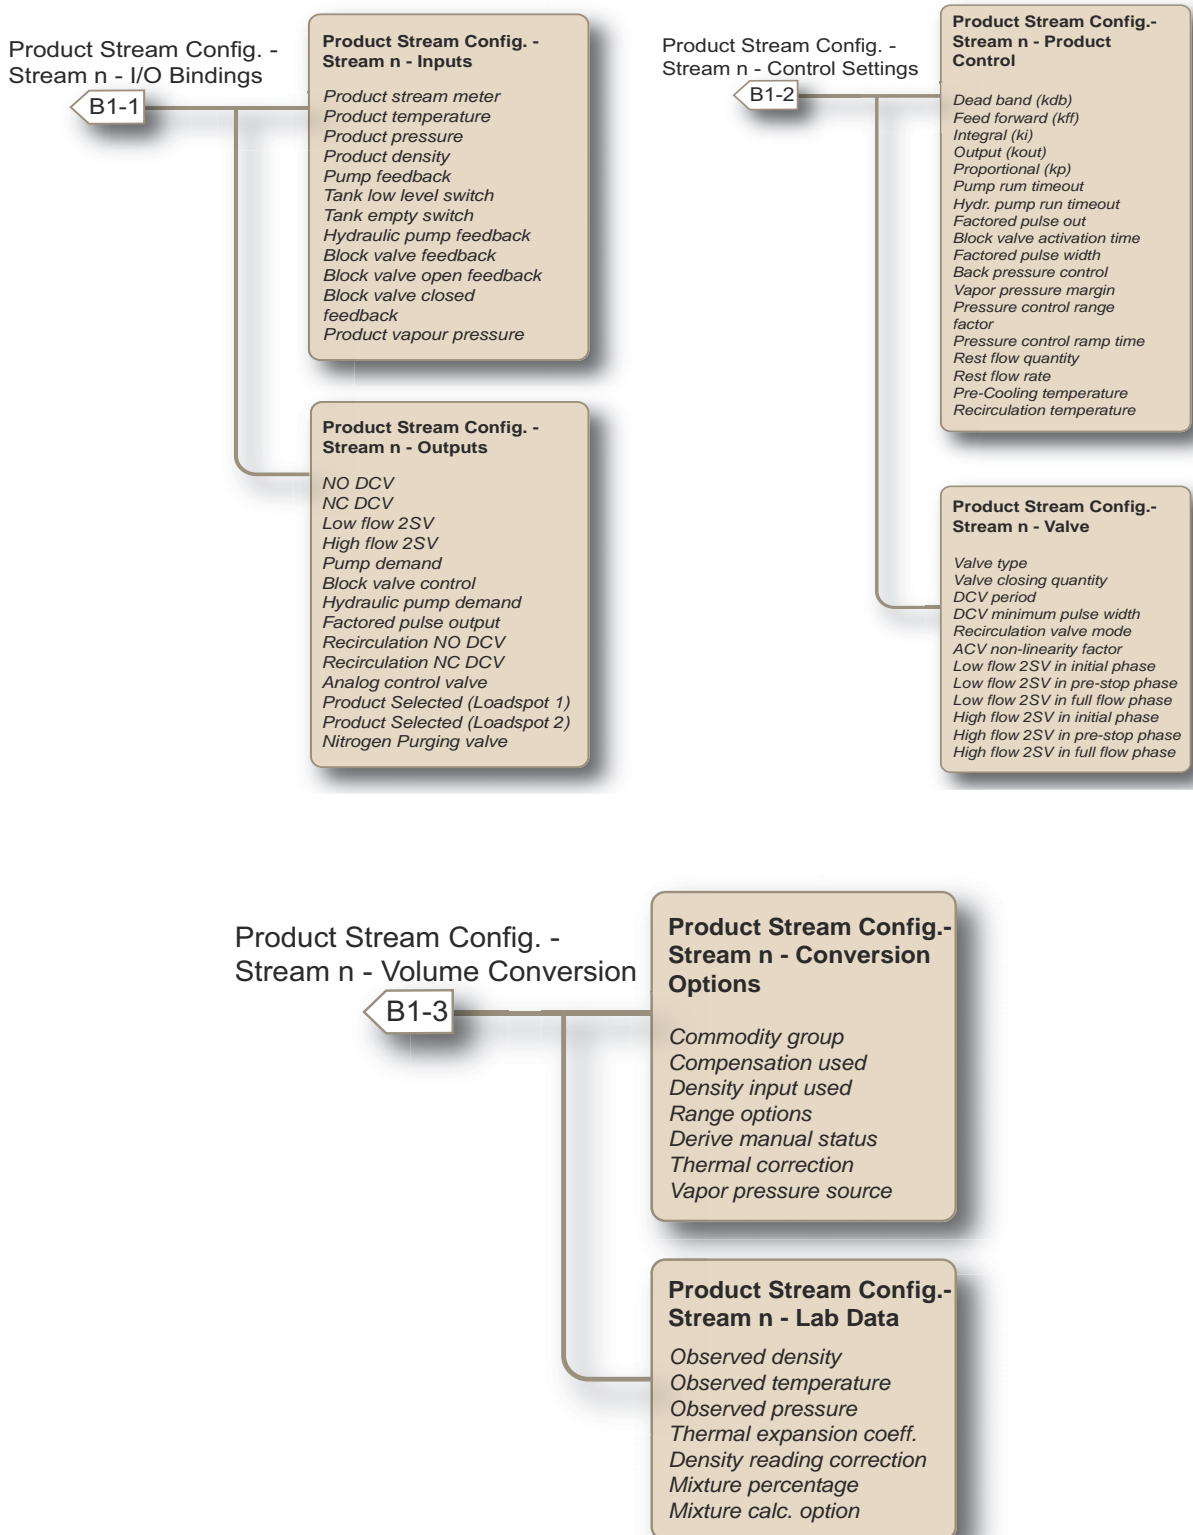 Product Stream Config. -
Stream n - I/O Bindings
B1-1
Product Stream Config. -
Stream n - Inputs
Product stream meter
Product temperature
Product pressure
Product density
Pump feedback
Tank low level switch
Tank empty switch
Hydraulic pump feedback
Block valve feedback
Block valve open feedback
Block valve closed
feedback
Product vapour pressure
Product Stream Config. -
Stream n - Outputs
NO DCV
NC DCV
Low flow 2SV
High flow 2SV
Pump demand
Block valve control
Hydraulic pump demand
Factored pulse output
Recirculation NO DCV
Recirculation NC DCV
Analog control valve
Product Selected (Loadspot 1)
Product Selected (Loadspot 2)
Nitrogen Purging valve
Product Stream Config. -
Stream n - Control Settings
B1-2
Product Stream Config.-
Stream n - Product
Control
Dead band (kdb)
Feed forward (kff)
Integral (ki)
Output (kout)
Proportional (kp)
Pump rum timeout
Hydr. pump run timeout
Factored pulse out
Block valve activation time
Factored pulse width
Back pressure control
Vapor pressure margin
Pressure control range
factor
Pressure control ramp time
Rest flow quantity
Rest flow rate
Pre-Cooling temperature
Recirculation temperature
Product Stream Config.-
Stream n - Valve
Valve type
Valve closing quantity
DCV period
DCV minimum pulse width
Recirculation valve mode
ACV non-linearity factor
Low flow 2SV in initial phase
Low flow 2SV in pre-stop phase
Low flow 2SV in full flow phase
High flow 2SV in initial phase
High flow 2SV in pre-stop phase
High flow 2SV in full flow phase
Product Stream Config. -
Stream n - Volume Conversion
B1-3
Product Stream Config.-
Stream n - Conversion
Options
Commodity group
Compensation used
Density input used
Range options
Derive manual status
Thermal correction
Vapor pressure source
Product Stream Config.-
Stream n - Lab Data
Observed density
Observed temperature
Observed pressure
Thermal expansion coeff.
Density reading correction
Mixture percentage
Mixture calc. option